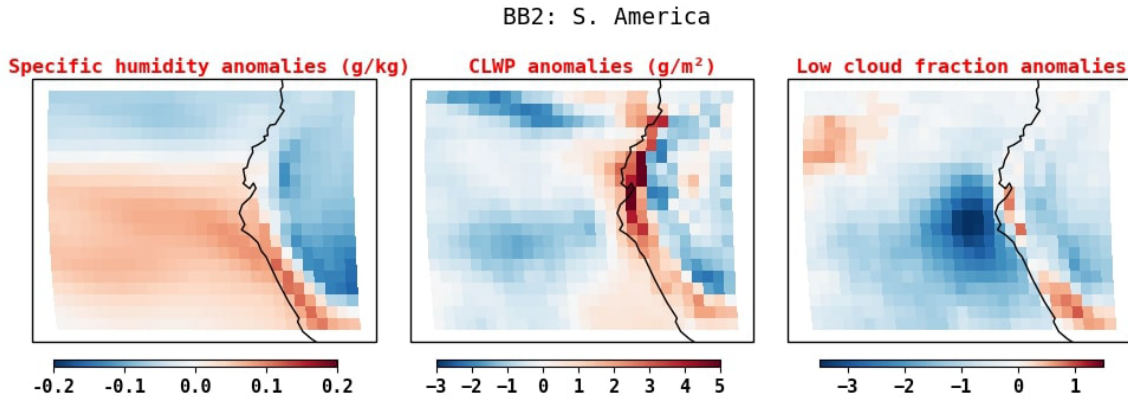 BB2: S. America
Specific humidity anomalies (g/kg) CLWP anomalies (g/m²) Low cloud fraction anomalies
-0.2 -0.1 0.0 0.1 0.2 −3 −2 −1 0 1 2 3 4 5 −3 −2 −1 0 1